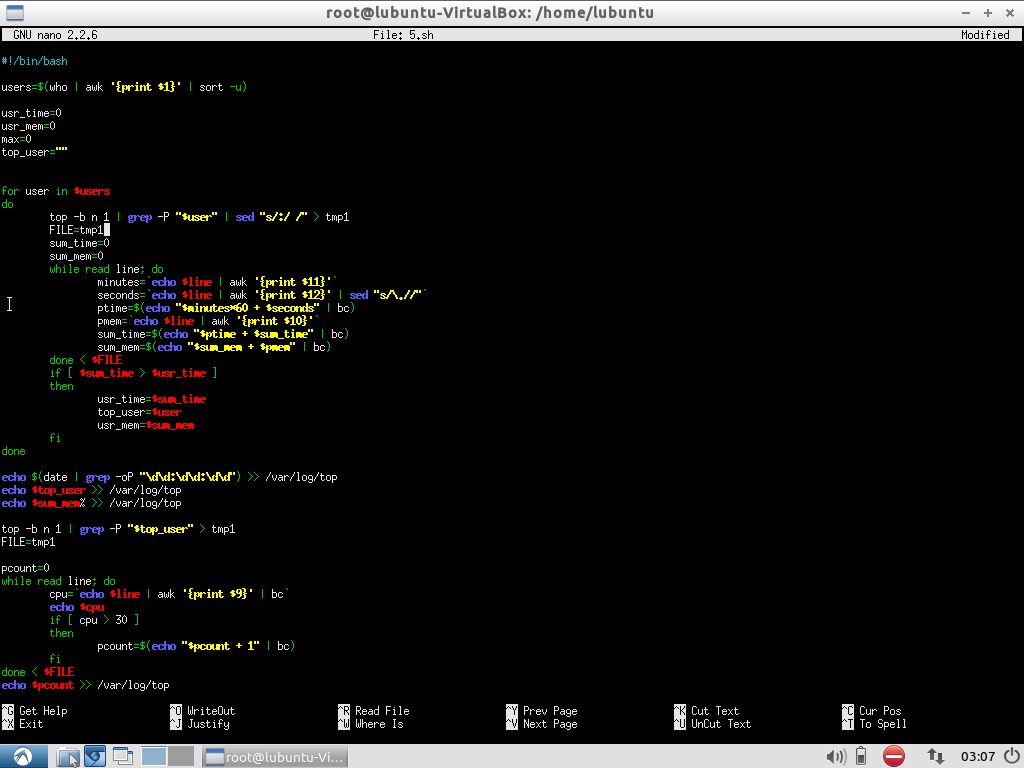 root@lubuntu-VirtualBox: /home/lubuntu
GNU nano 2.2.6 File: 5.sh Modified
#!/bin/bash
users=$(who | awk '{print $1}' | sort -u)
usr_time=0
usr_mem=0
max=0
top_user=""
for user in $users
do
top -b n 1 | grep -P "$user" | sed "s/:/ /" > tmp1
FILE=tmp1
sum_time=0
sum_mem=0
while read line; do
minutes=`echo $line | awk '{print $11}'`
seconds=`echo $line | awk '{print $12}' | sed "s/\.//"`
ptime=$(echo "$minutes*60 + $seconds" | bc)
pmem=`echo $line | awk '{print $10}'`
sum_time=$(echo "$ptime + $sum_time" | bc)
sum_mem=$(echo "$sum_mem + $pmem" | bc)
done < $FILE
if [ $sum_time > $usr_time ]
then
usr_time=$sum_time
top_user=$user
usr_mem=$sum_mem
fi
done
echo $(date | grep -oP "\d\d:\d\d:\d\d") >> /var/log/top
echo $top_user >> /var/log/top
echo $sum_mem% >> /var/log/top
top -b n 1 | grep -P "$top_user" > tmp1
FILE=tmp1
pcount=0
while read line; do
cpu=`echo $line | awk '{print $9}' | bc`
echo $cpu
if [ cpu > 30 ]
then
pcount=$(echo "$pcount + 1" | bc)
fi
done < $FILE
echo $pcount >> /var/log/top
^G Get Help ^O WriteOut ^R Read File ^Y Prev Page ^K Cut Text ^C Cur Pos
^X Exit ^J Justify ^W Where Is ^V Next Page ^U UnCut Text ^T To Spell
root@lubuntu-Vi... 03:07